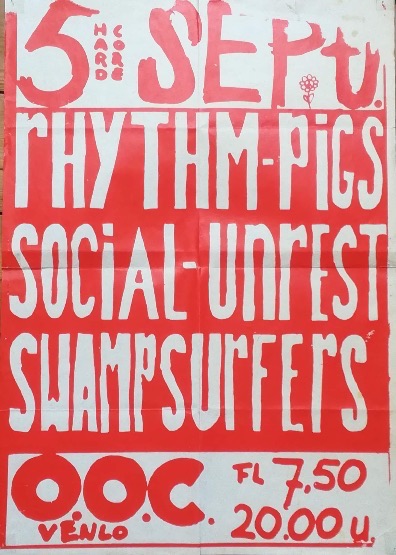 5 HARD CORE SEPT.
RHYTHM-PIGS
SOCIAL-UNREST
SWAMPSURFERS
O.O.C. FL 7.50
VENLO 20.00 U.